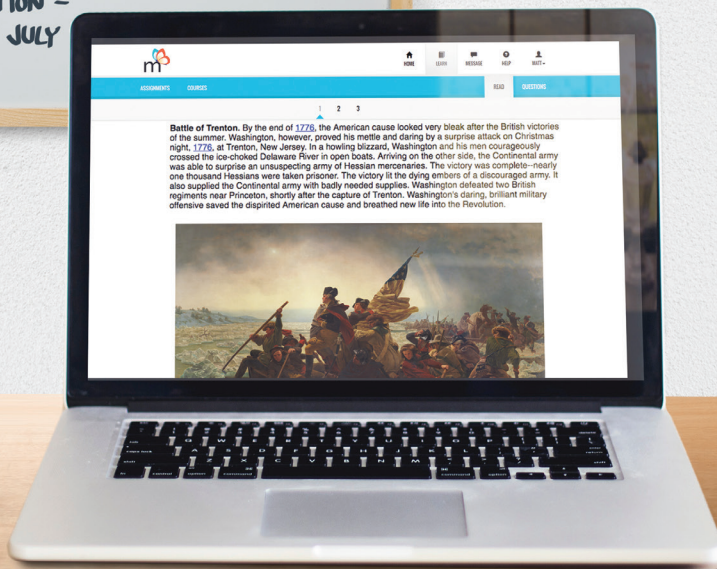 JULY
m
HOME LEARN MESSAGE HELP MATT
ASSIGNMENTS COURSES READ QUESTIONS
1 2 3
Battle of Trenton. By the end of 1776, the American cause looked very bleak after the British victories
of the summer. Washington, however, proved his mettle and daring by a surprise attack on Christmas
night, 1776, at Trenton, New Jersey. In a howling blizzard, Washington and his men courageously
crossed the ice-choked Delaware River in open boats. Arriving on the other side, the Continental army
was able to surprise an unsuspecting army of Hessian mercenaries. The victory was complete--nearly
one thousand Hessians were taken prisoner. The victory lit the dying embers of a discouraged army. It
also supplied the Continental army with badly needed supplies. Washington defeated two British
regiments near Princeton, shortly after the capture of Trenton. Washington's daring, brilliant military
offensive saved the dispirited American cause and breathed new life into the Revolution.
Q W E R T Y U I O P
A S D F G H J K L
Z X C V B N M
control option command command option